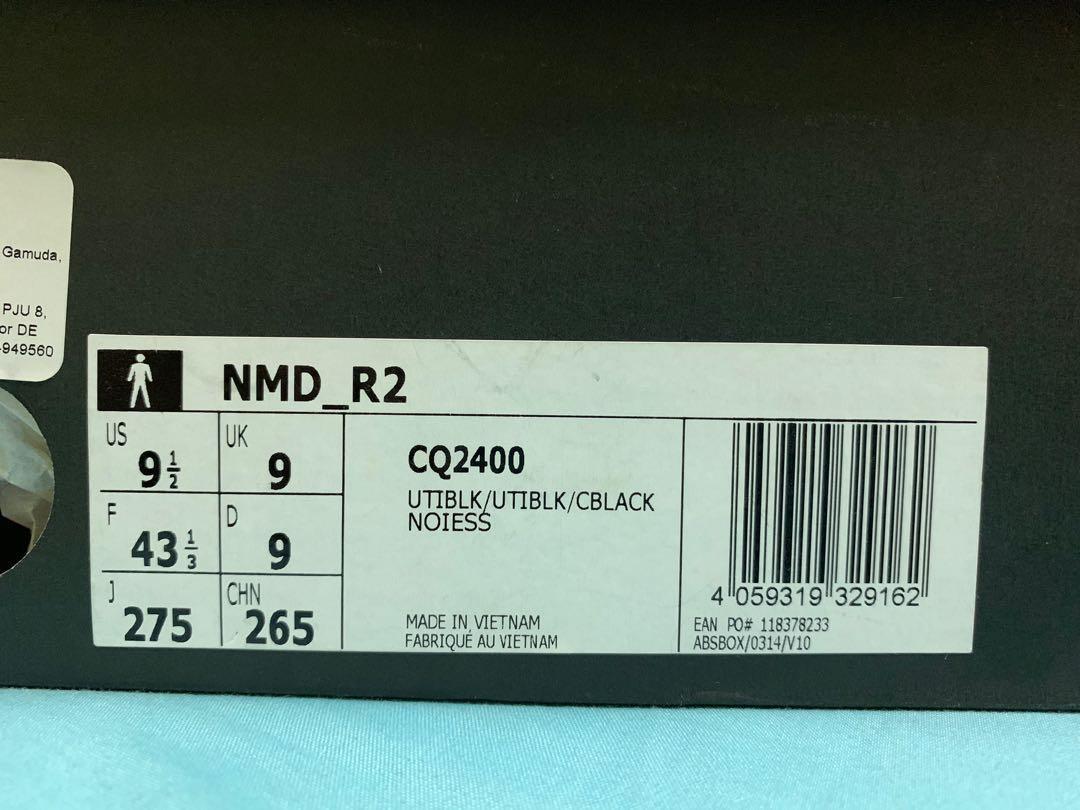 Gamuda,
PJU 8,
or DE
-949560
NMD_R2
US
9 1/2
UK
9
F
43 1/3
D
9
J
275
CHN
265
CQ2400
UTIBLK/UTIBLK/CBLACK
NOIESS
MADE IN VIETNAM
FABRIQUÉ AU VIETNAM
4 059319 329162
EAN PO# 118378233
ABSBOX/0314/V10